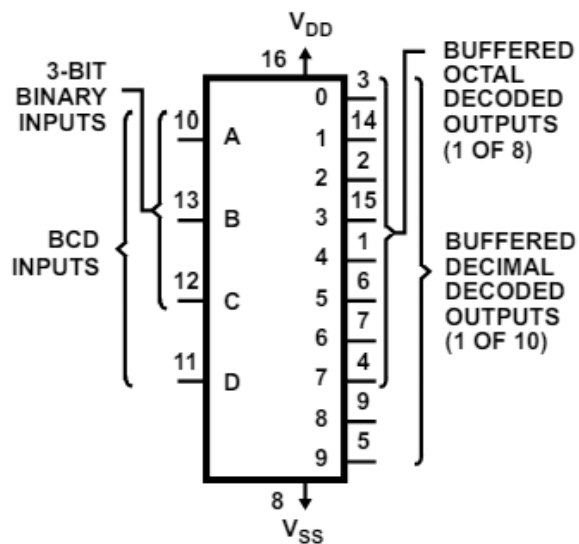 VDD
16
3-BIT
BINARY
INPUTS
BCD
INPUTS
10
A
13
B
12
C
11
D
0
3
1
14
2
2
3
15
4
1
5
6
6
7
7
4
8
9
9
5
8
VSS
BUFFERED
OCTAL
DECODED
OUTPUTS
(1 OF 8)
BUFFERED
DECIMAL
DECODED
OUTPUTS
(1 OF 10)